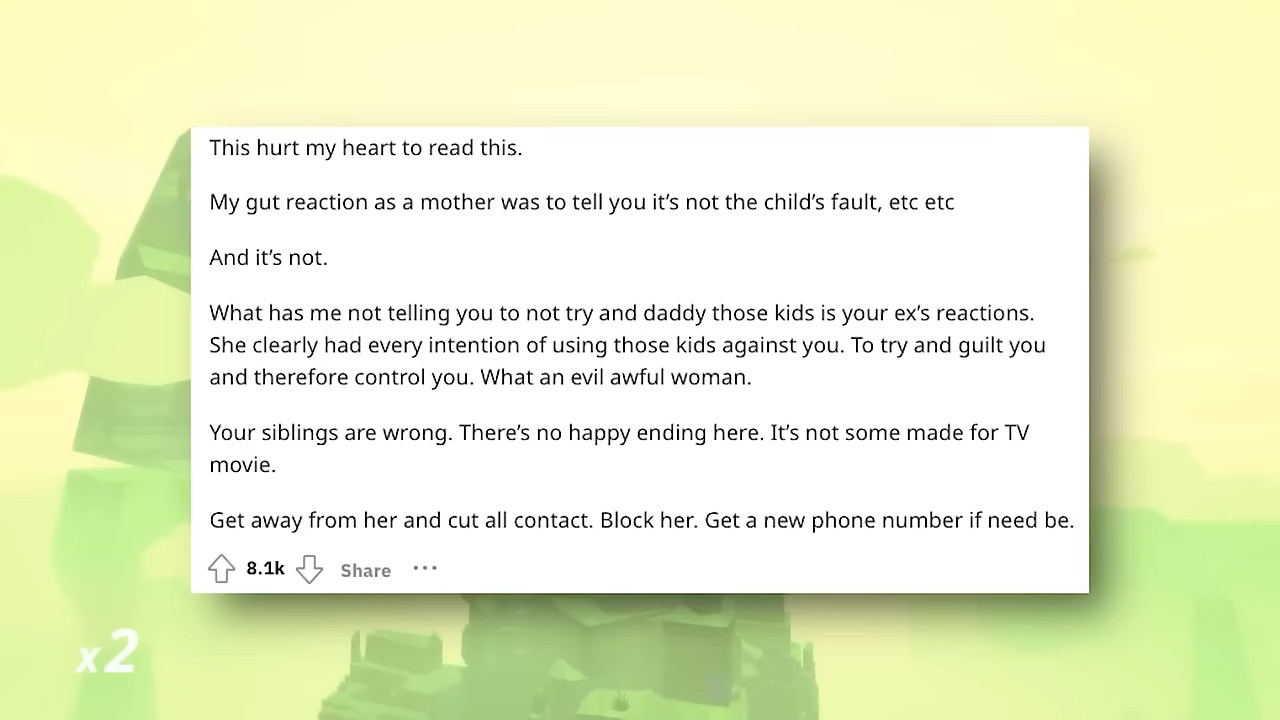 This hurt my heart to read this.
My gut reaction as a mother was to tell you it’s not the child’s fault, etc etc
And it’s not.
What has me not telling you to not try and daddy those kids is your ex’s reactions.
She clearly had every intention of using those kids against you. To try and guilt you
and therefore control you. What an evil awful woman.
Your siblings are wrong. There’s no happy ending here. It’s not some made for TV
movie.
Get away from her and cut all contact. Block her. Get a new phone number if need be.
8.1k Share ···
x2